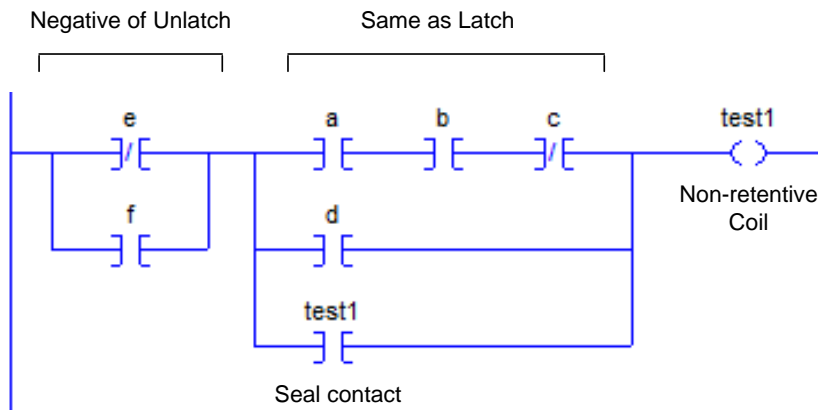 Negative of Unlatch
Same as Latch
e
a
b
c
test1
f
d
Non-retentive
Coil
test1
Seal contact